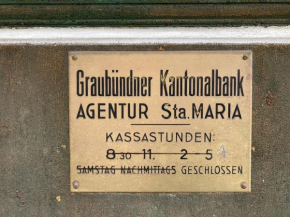 Graubündner Kantonalbank
AGENTUR Sta. MARIA
KASSASTUNDEN:
8 30 11. 2-5
SAMSTAG NACHMITTAGS GESCHLOSSEN